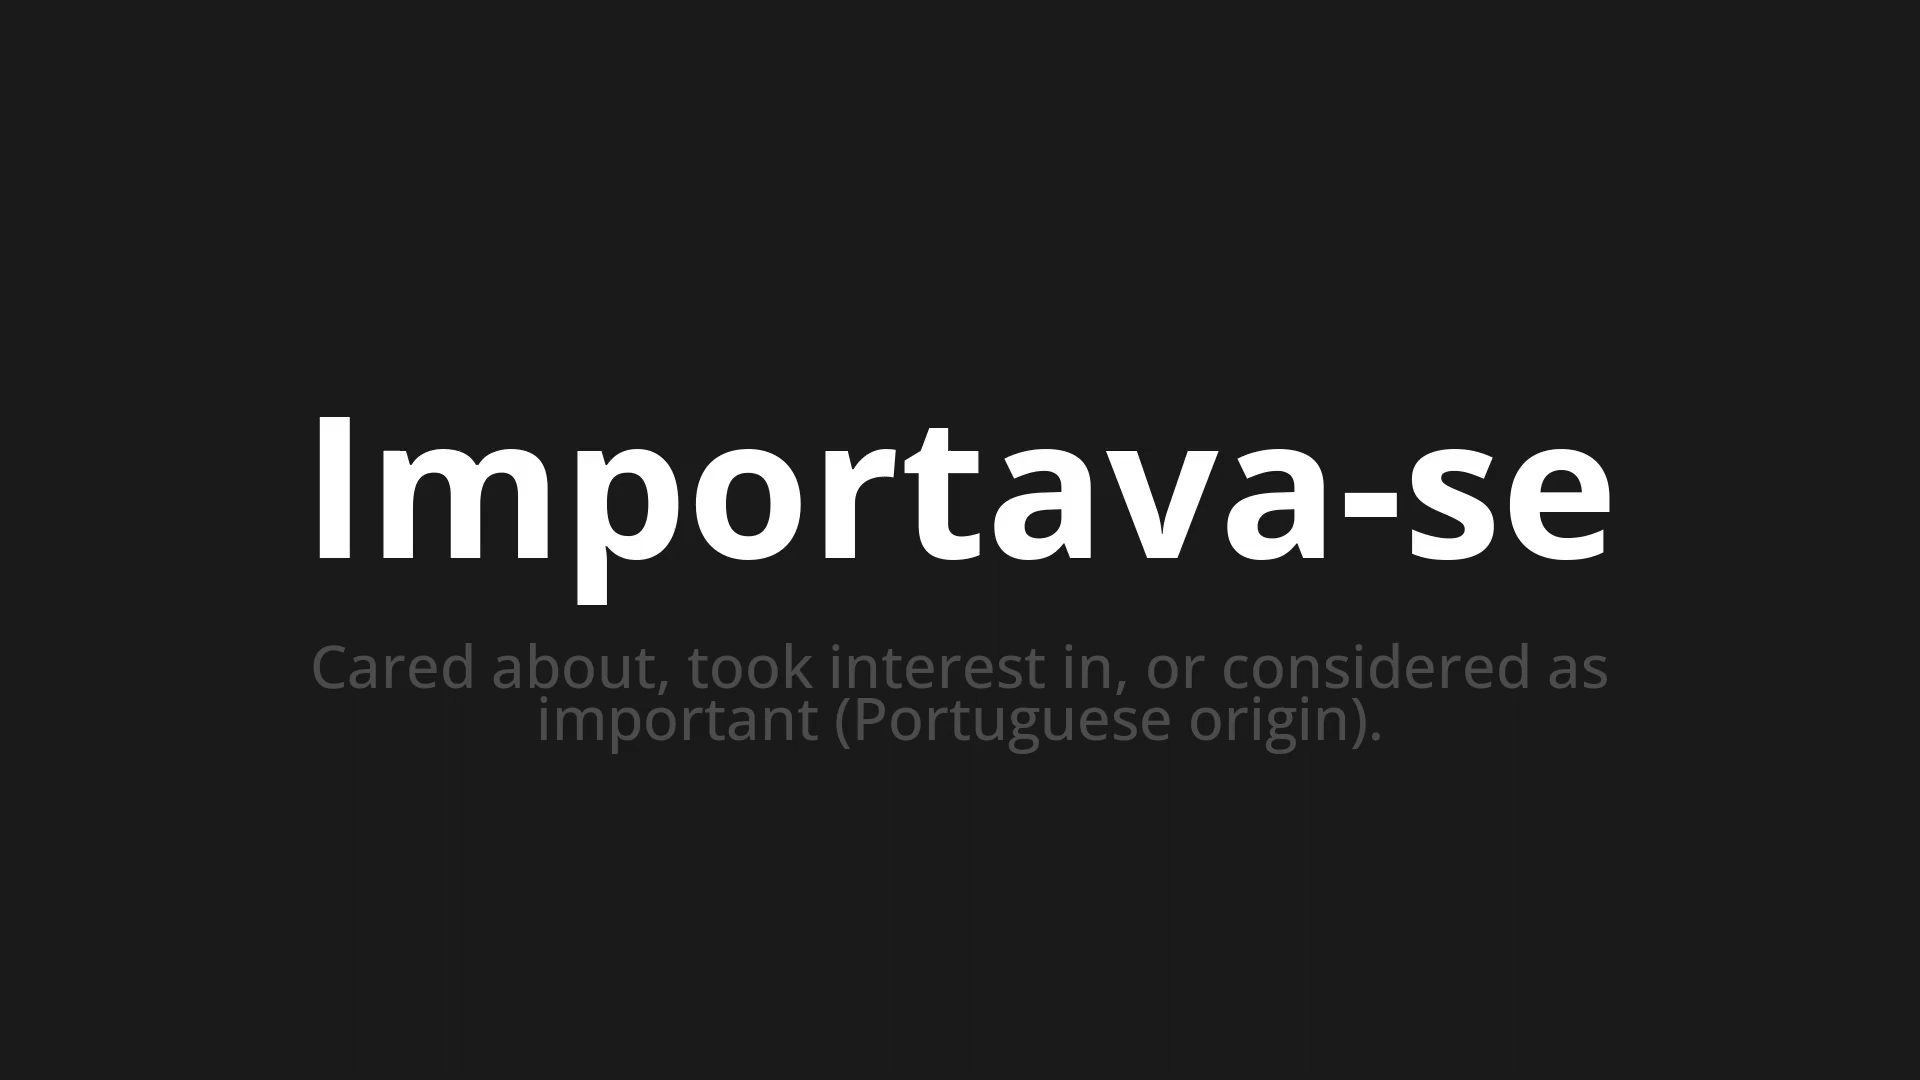 Importava-se
Cared about, took interest in, or considered as
important (Portuguese origin).